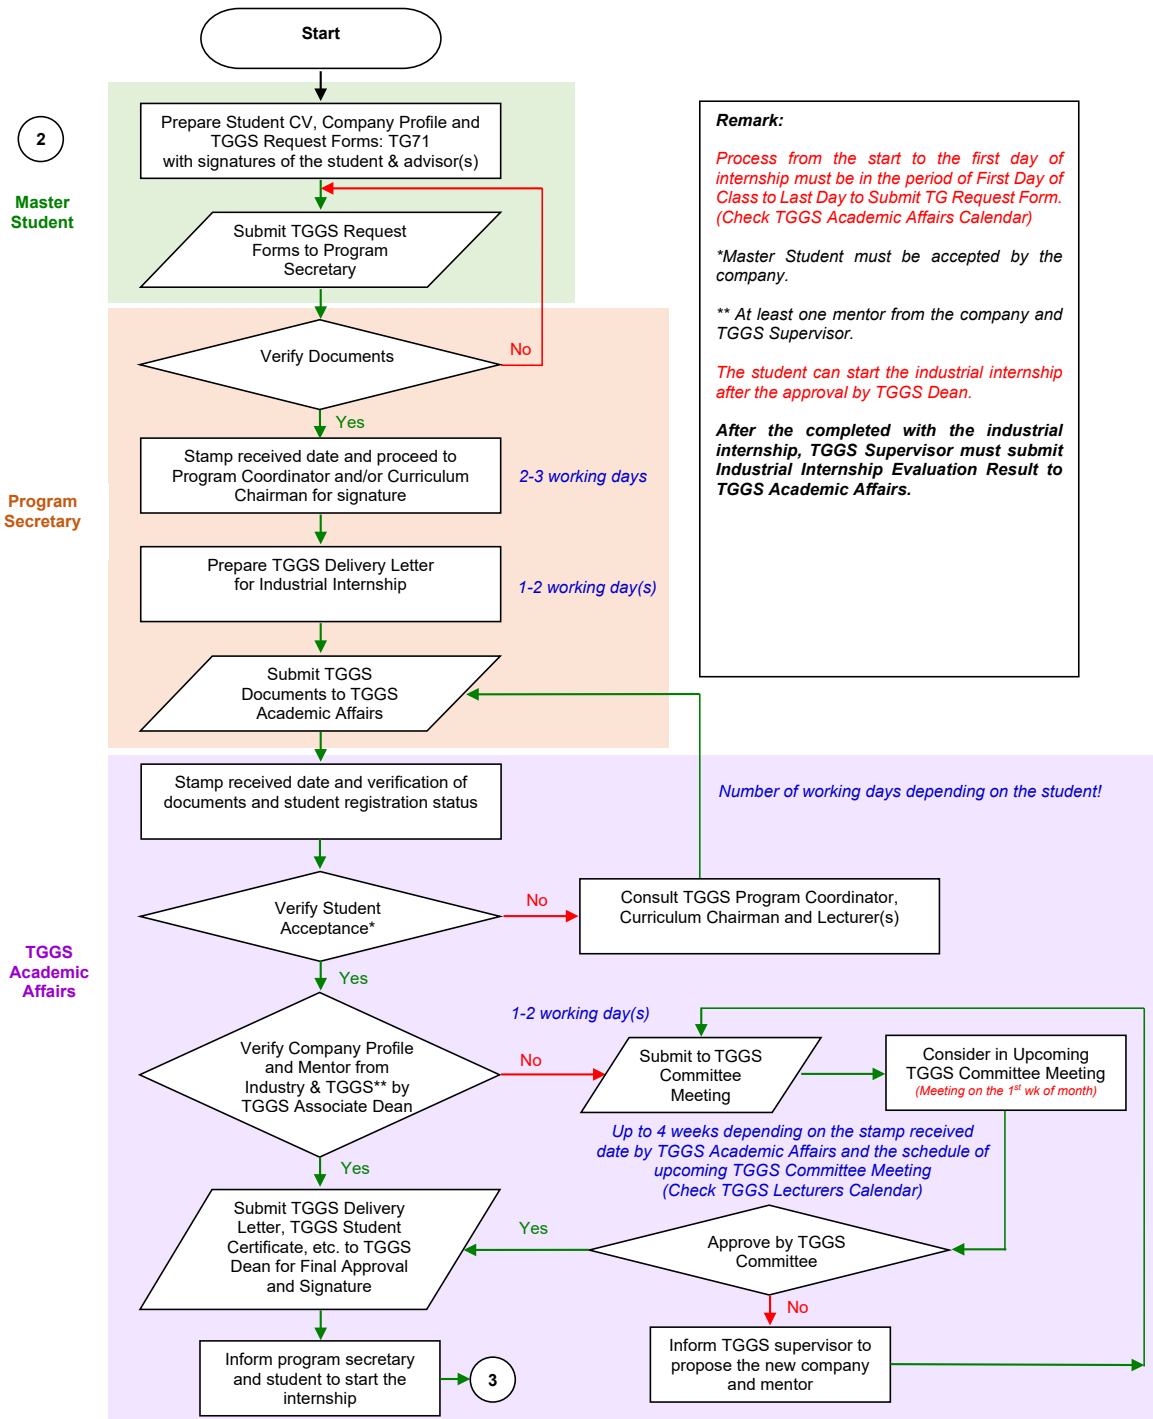 Start
2
Master
Student
Prepare Student CV, Company Profile and
TGGS Request Forms: TG71
with signatures of the student & advisor(s)
Submit TGGS Request
Forms to Program
Secretary
Remark:
Process from the start to the first day of
internship must be in the period of First Day of
Class to Last Day to Submit TG Request Form.
(Check TGGS Academic Affairs Calendar)
*Master Student must be accepted by the
company.
** At least one mentor from the company and
TGGS Supervisor.
The student can start the industrial internship
after the approval by TGGS Dean.
After the completed with the industrial
internship, TGGS Supervisor must submit
Industrial Internship Evaluation Result to
TGGS Academic Affairs.
Program
Secretary
Verify Documents
No
Yes
Stamp received date and proceed to
Program Coordinator and/or Curriculum
Chairman for signature
2-3 working days
Prepare TGGS Delivery Letter
for Industrial Internship
1-2 working day(s)
Submit TGGS
Documents to TGGS
Academic Affairs
TGGS
Academic
Affairs
Stamp received date and verification of
documents and student registration status
Number of working days depending on the student!
Verify Student
Acceptance*
No
Consult TGGS Program Coordinator,
Curriculum Chairman and Lecturer(s)
Yes
1-2 working day(s)
Verify Company Profile
and Mentor from
Industry & TGGS** by
TGGS Associate Dean
No
Submit to TGGS
Committee
Meeting
Consider in Upcoming
TGGS Committee Meeting
(Meeting on the 1st wk of month)
Up to 4 weeks depending on the stamp received
date by TGGS Academic Affairs and the schedule of
upcoming TGGS Committee Meeting
(Check TGGS Lecturers Calendar)
Yes
Submit TGGS Delivery
Letter, TGGS Student
Certificate, etc. to TGGS
Dean for Final Approval
and Signature
Yes
Approve by TGGS
Committee
No
Inform TGGS supervisor to
propose the new company
and mentor
Inform program secretary
and student to start the
internship
3